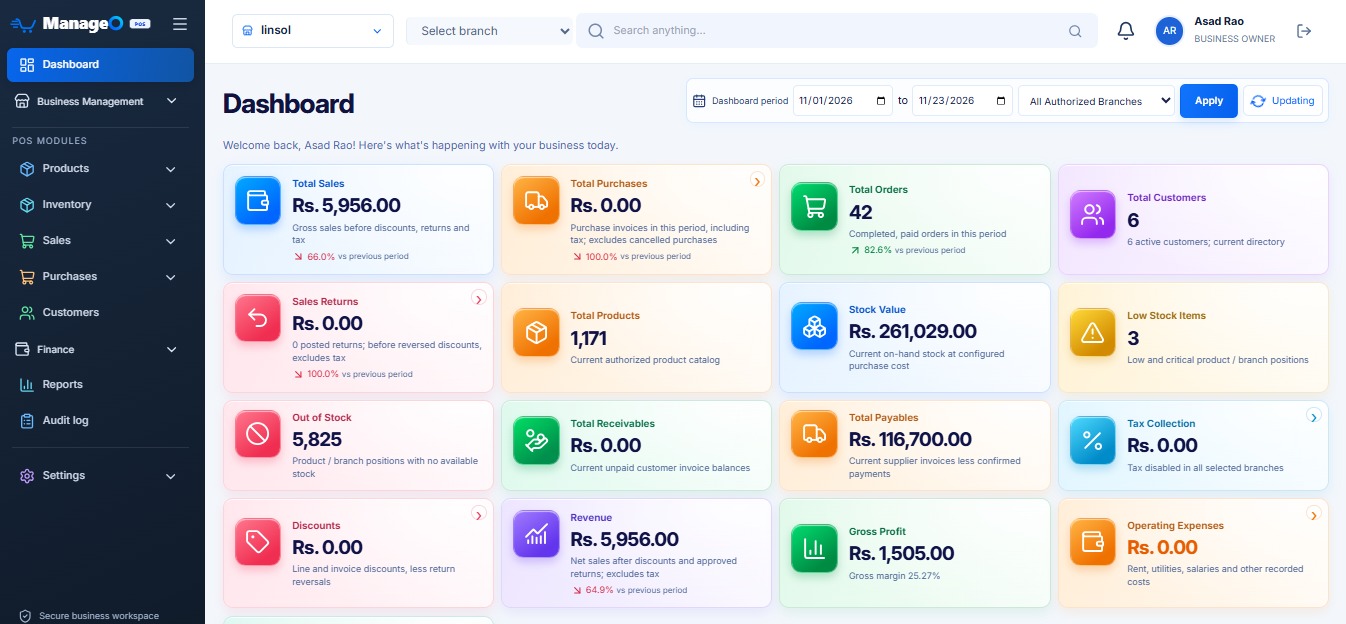 ManageO POS
Dashboard
Business Management
POS MODULES
Products
Inventory
Sales
Purchases
Customers
Finance
Reports
Audit log
Settings
Secure business workspace
linsol
Select branch
Search anything...
AR
Asad Rao
BUSINESS OWNER
Dashboard
Dashboard period
11/01/2026
to
11/23/2026
All Authorized Branches
Apply
Updating
Welcome back, Asad Rao! Here's what's happening with your business today.
Total Sales
Rs. 5,956.00
Gross sales before discounts, returns and
tax
66.0% vs previous period
Total Purchases
Rs. 0.00
Purchase invoices in this period, including
tax; excludes cancelled purchases
100.0% vs previous period
Total Orders
42
Completed, paid orders in this period
82.6% vs previous period
Total Customers
6
6 active customers; current directory
Sales Returns
Rs. 0.00
0 posted returns; before reversed discounts,
excludes tax
100.0% vs previous period
Total Products
1,171
Current authorized product catalog
Stock Value
Rs. 261,029.00
Current on-hand stock at configured
purchase cost
Low Stock Items
3
Low and critical product / branch positions
Out of Stock
5,825
Product / branch positions with no available
stock
Total Receivables
Rs. 0.00
Current unpaid customer invoice balances
Total Payables
Rs. 116,700.00
Current supplier invoices less confirmed
payments
Tax Collection
Rs. 0.00
Tax disabled in all selected branches
Discounts
Rs. 0.00
Line and invoice discounts, less return
reversals
Revenue
Rs. 5,956.00
Net sales after discounts and approved
returns; excludes tax
64.9% vs previous period
Gross Profit
Rs. 1,505.00
Gross margin 25.27%
Operating Expenses
Rs. 0.00
Rent, utilities, salaries and other recorded
costs